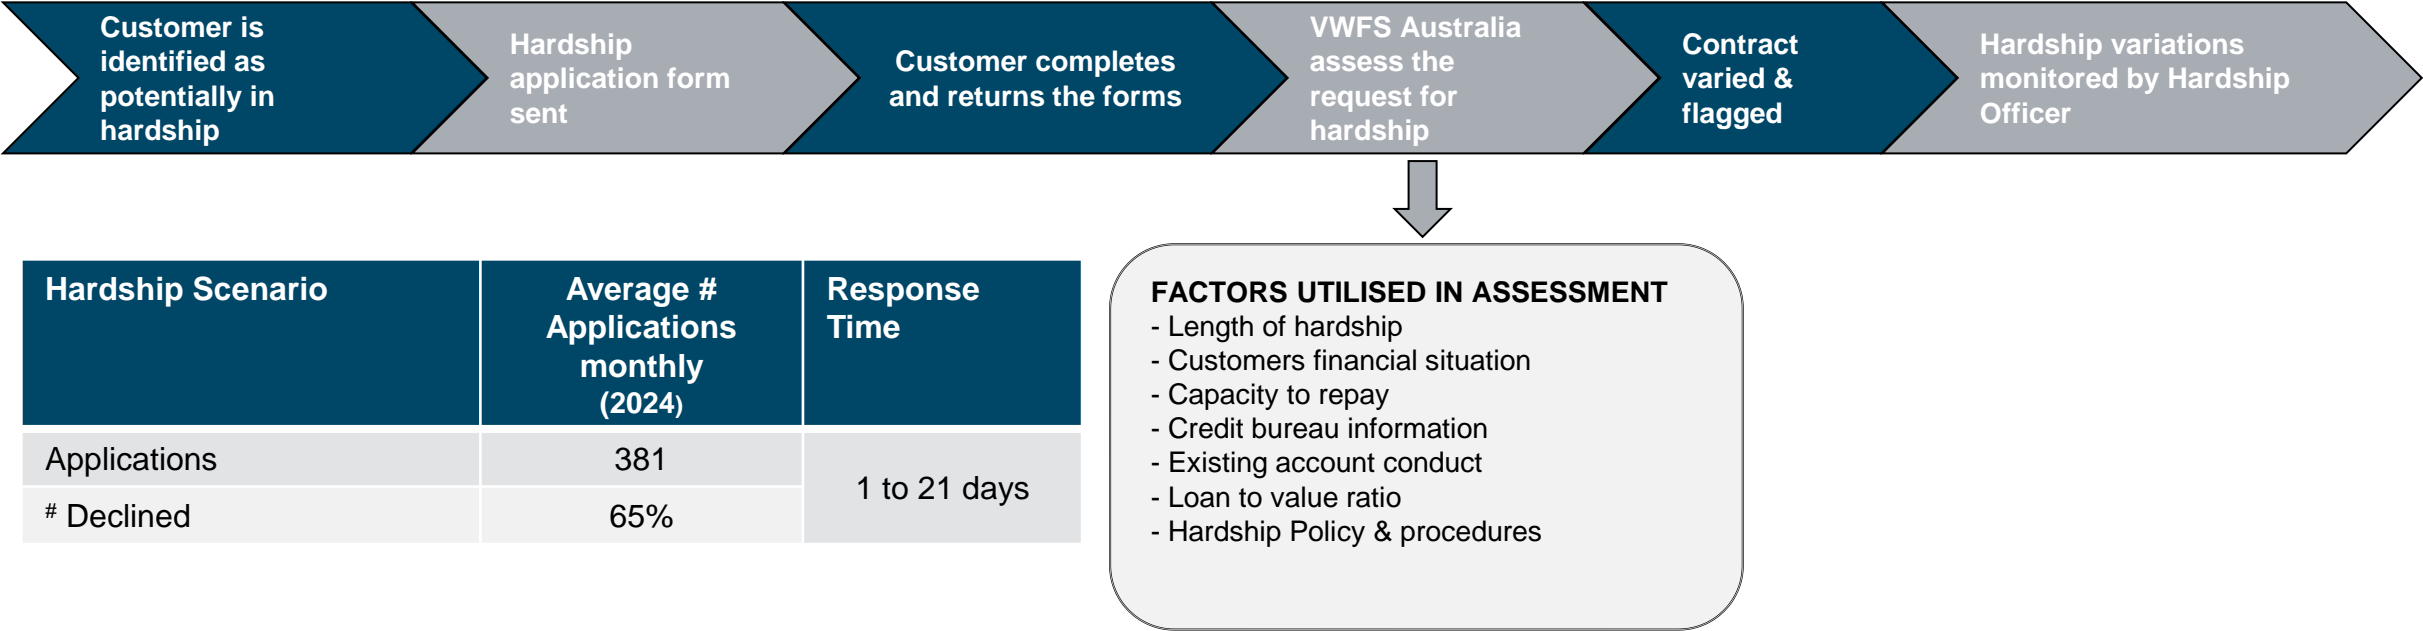 Customer is
identified as
potentially in
hardship
Hardship
application form
sent
Customer completes
and returns the forms
VWFS Australia
assess the
request for
hardship
Contract
varied &
flagged
Hardship variations
monitored by Hardship
Officer
Hardship Scenario
Average #
Applications
monthly
(2024)
Response
Time
Applications
381
1 to 21 days
# Declined
65%
FACTORS UTILISED IN ASSESSMENT
- Length of hardship
- Customers financial situation
- Capacity to repay
- Credit bureau information
- Existing account conduct
- Loan to value ratio
- Hardship Policy & procedures